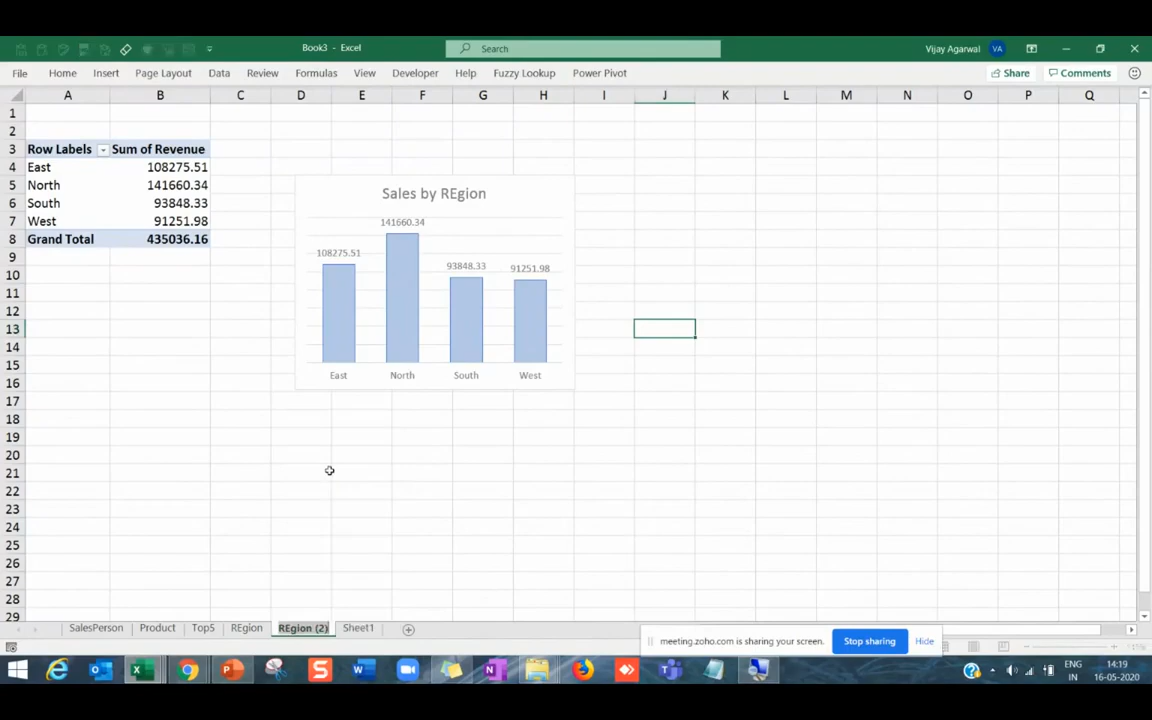 Book3 - Excel
Search
Vijay Agarwal VA
File Home Insert Page Layout Data Review Formulas View Developer Help Fuzzy Lookup Power Pivot Share Comments
A B C D E F G H I J K L M N O P Q
1
2
3 Row Labels Sum of Revenue
4 East 108275.51
5 North 141660.34
6 South 93848.33
7 West 91251.98
8 Grand Total 435036.16
Sales by REgion
141660.34
108275.51
93848.33
91251.98
East North South West
9
10
11
12
13
14
15
16
17
18
19
20
21
22
23
24
25
26
27
28
29
SalesPerson Product Top5 REgion REgion (2) Sheet1
meeting.zoho.com is sharing your screen. Stop sharing Hide
ENG 14:19
IN 16-05-2020